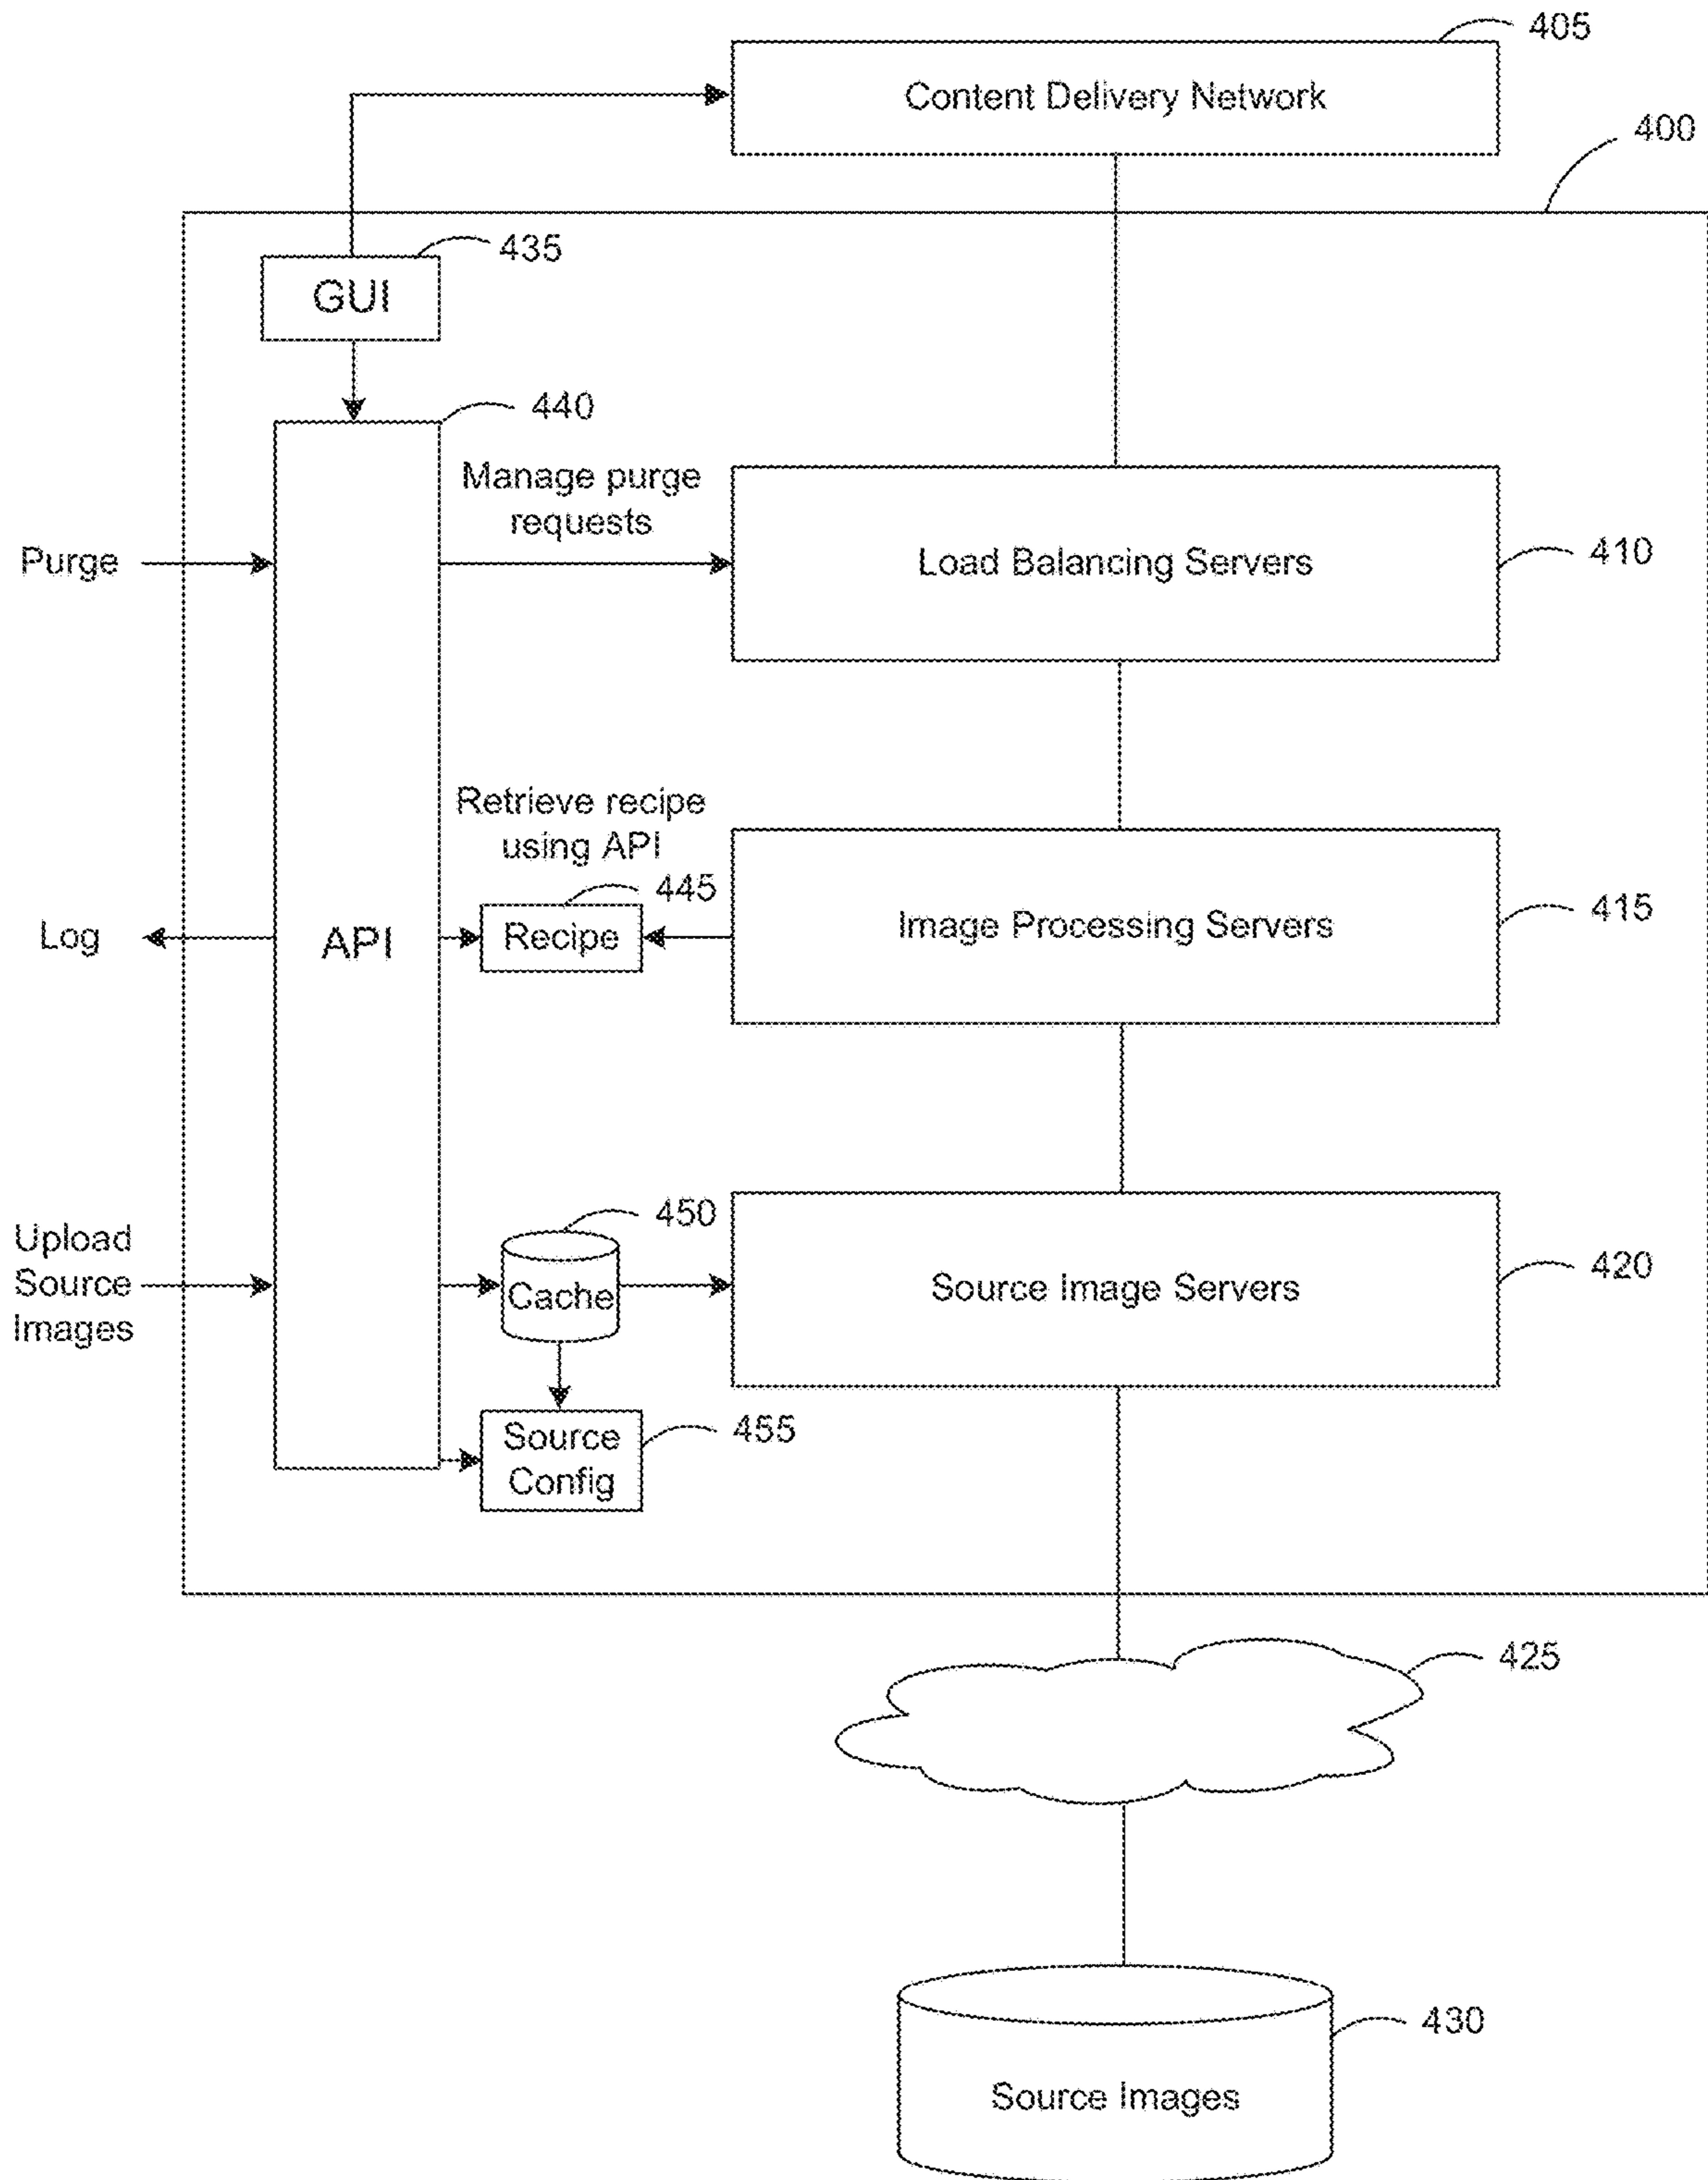 405
Content Delivery Network
400
435
GUI
440
Manage purge
requests
Purge
Load Balancing Servers
410
Retrieve recipe
using API
445
Log
API
Recipe
Image Processing Servers
415
450
Upload
Source
Images
Cache
Source Image Servers
420
Source
Config
455
425
430
Source Images